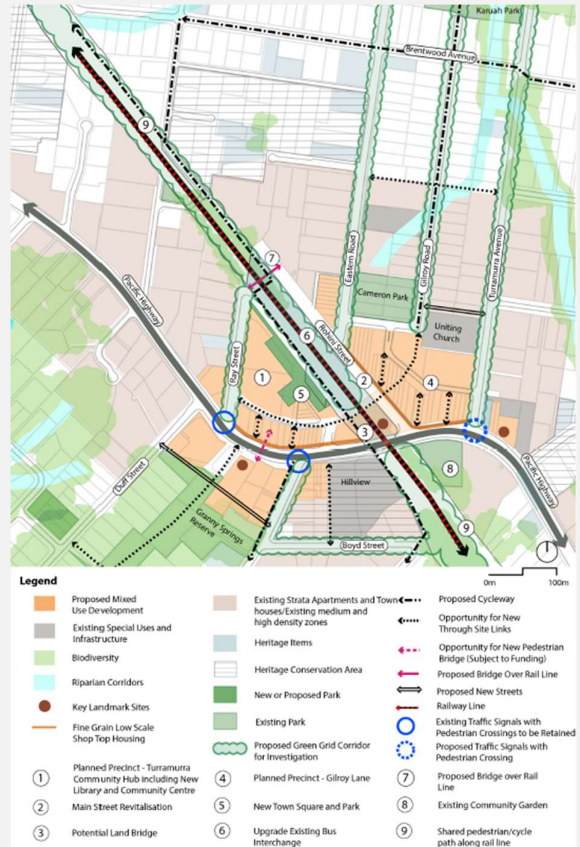 Karuah Park
Brentwood Avenue
9
7
Pacific Highway
Eastern Road
Gilroy Road
Turramurra Avenue
Cameron Park
Uniting
Church
Rohini Street
6
Ray Street
1
2
4
5
3
8
Duff Street
Hillview
Granny Springs
Reserve
Pacific Highway
Boyd Street
9
0m 100m
Legend
Proposed Mixed
Use Development
Existing Special Uses and
Infrastructure
Biodiversity
Riparian Corridors
Key Landmark Sites
Fine Grain Low Scale
Shop Top Housing
Existing Strata Apartments and Town
houses/Existing medium and
high density zones
Heritage Items
Heritage Conservation Area
New or Proposed Park
Existing Park
Proposed Green Grid Corridor
for Investigation
Proposed Cycleway
Opportunity for New
Through Site Links
Opportunity for New Pedestrian
Bridge (Subject to Funding)
Proposed Bridge Over Rail Line
Proposed New Streets
Railway Line
Existing Traffic Signals with
Pedestrian Crossings to be Retained
Proposed Traffic Signals with
Pedestrian Crossing
1 Planned Precinct - Turramurra
Community Hub including New
Library and Community Centre
2 Main Street Revitalisation
3 Potential Land Bridge
4 Planned Precinct - Gilroy Lane
5 New Town Square and Park
6 Upgrade Existing Bus
Interchange
7 Proposed Bridge over Rail
Line
8 Existing Community Garden
9 Shared pedestrian/cycle
path along rail line